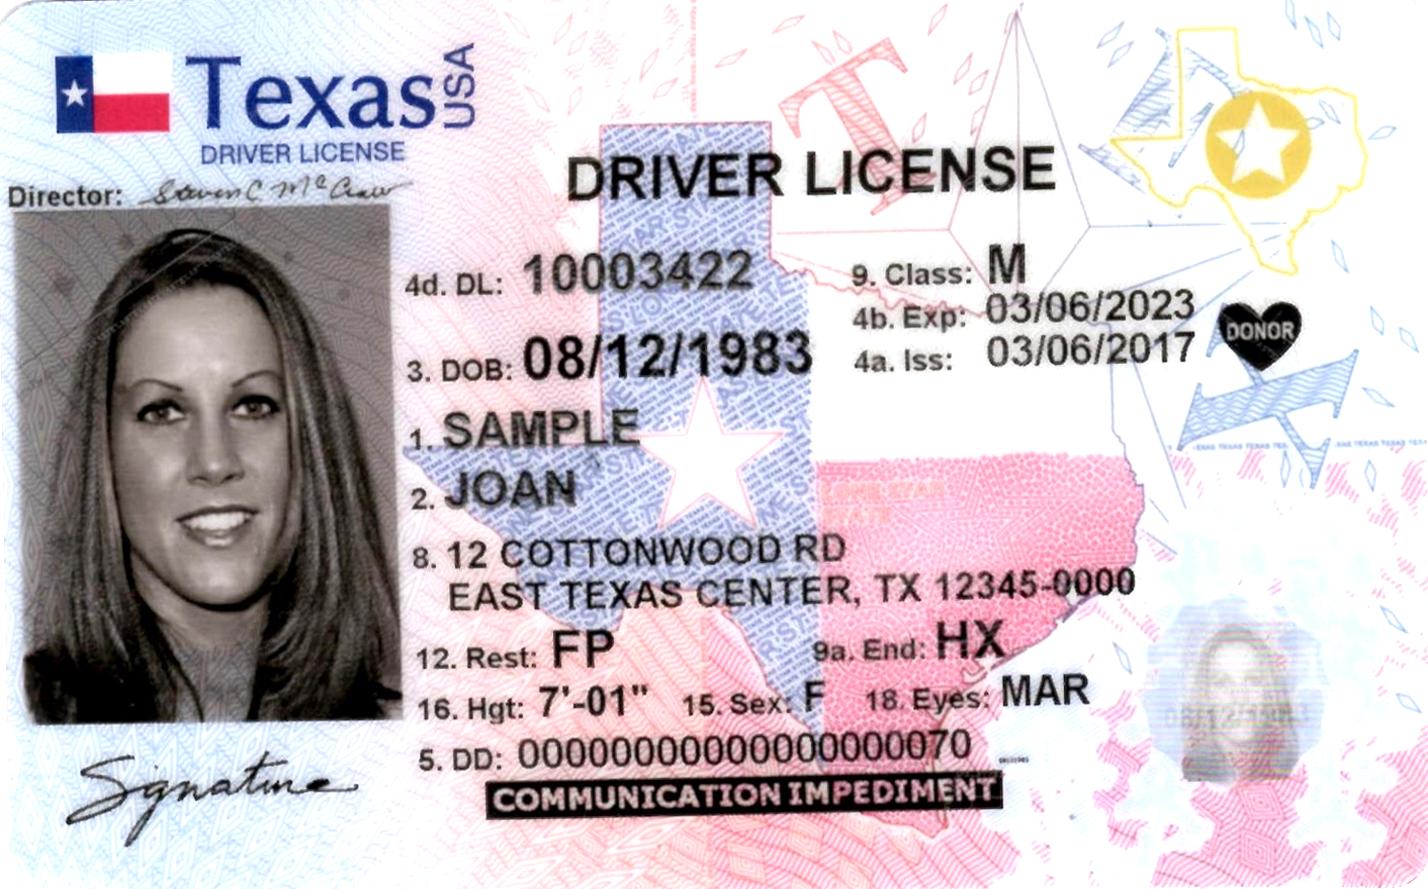 Texas USA
DRIVER LICENSE
Director: Steven C McCraw
DRIVER LICENSE
4d. DL: 10003422
9. Class: M
4b. Exp: 03/06/2023
4a. Iss: 03/06/2017
DONOR
3. DOB: 08/12/1983
1. SAMPLE
2. JOAN
8. 12 COTTONWOOD RD
EAST TEXAS CENTER, TX 12345-0000
12. Rest: FP
9a. End: HX
16. Hgt: 7'-01" 15. Sex: F 18. Eyes: MAR
5. DD: 00000000000000000070
COMMUNICATION IMPEDIMENT
Signature